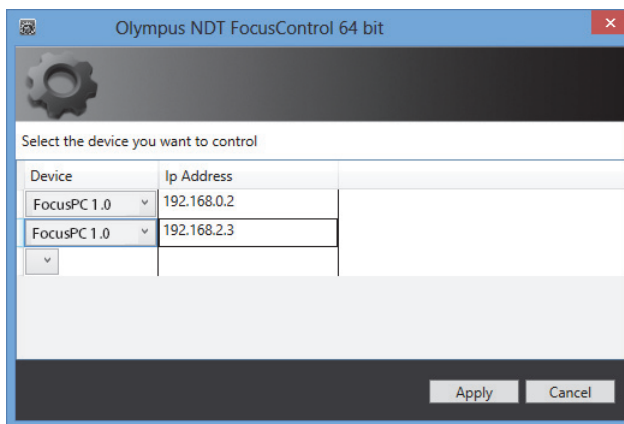 Olympus NDT FocusControl 64 bit
Select the device you want to control
Device Ip Address
FocusPC 1.0 192.168.0.2
FocusPC 1.0 192.168.2.3
Apply Cancel